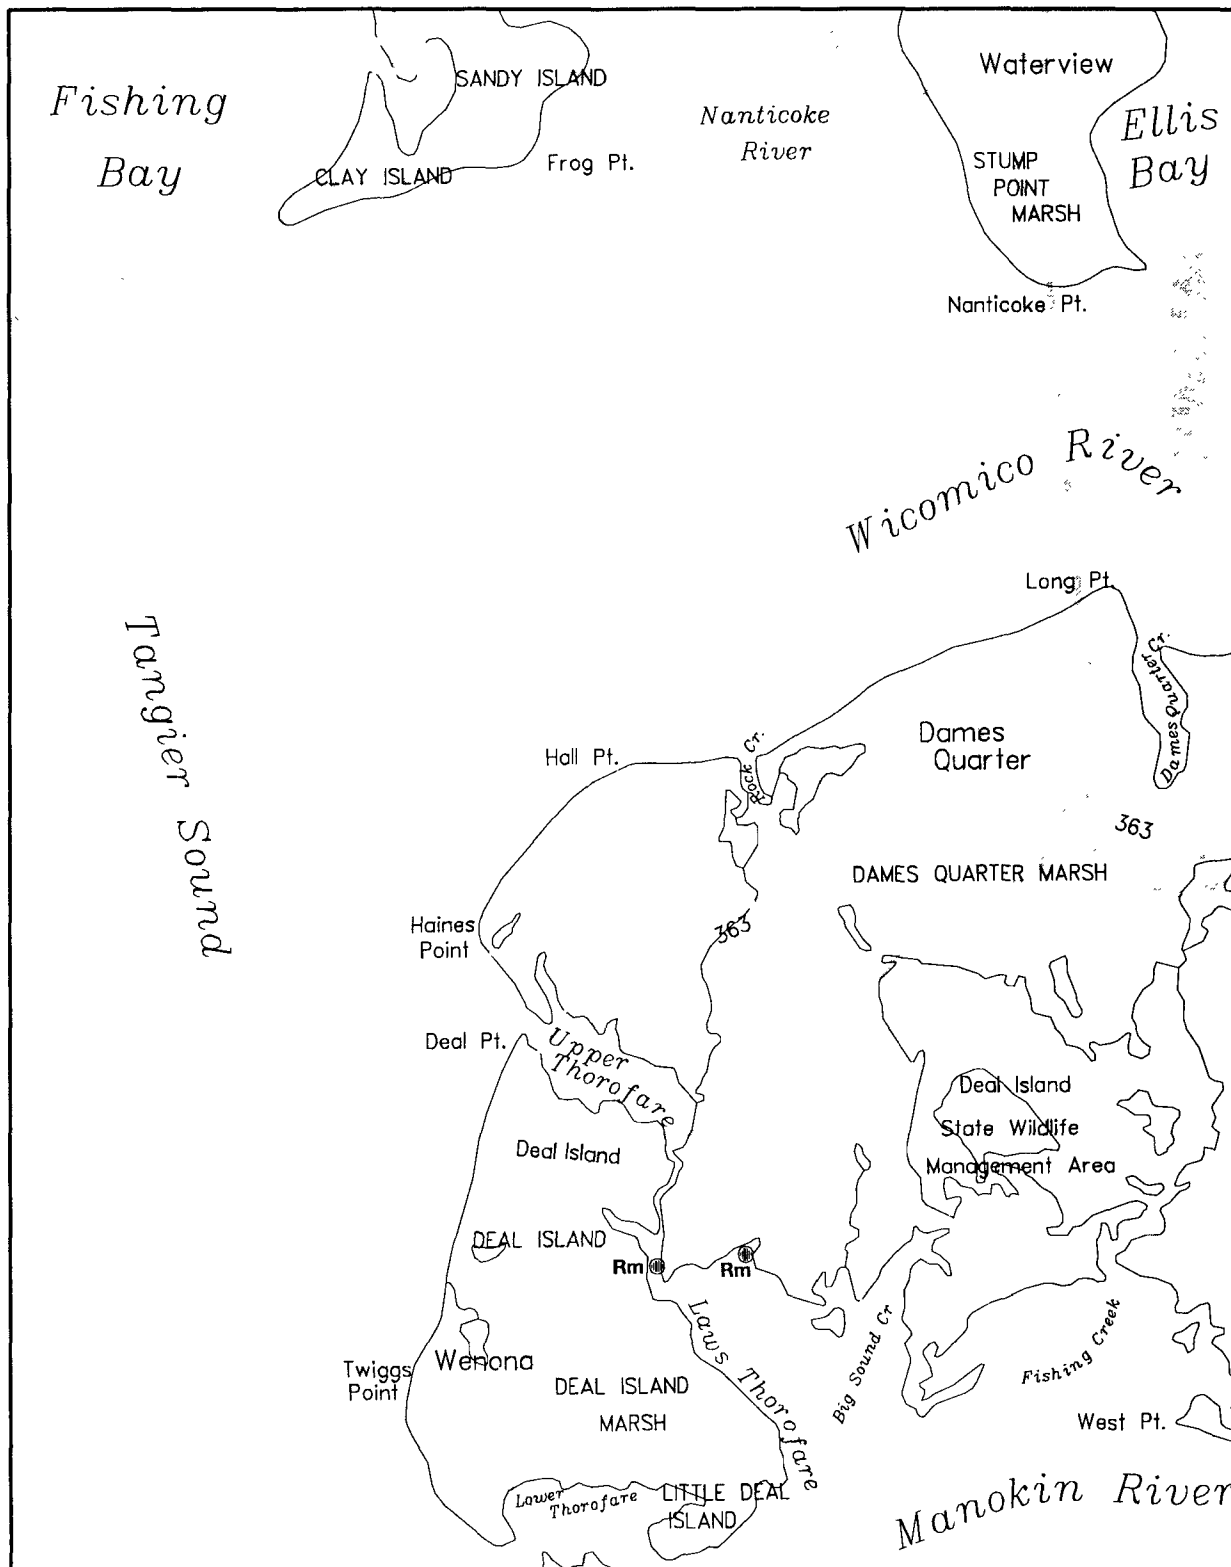 Waterview
Fishing
Bay
SANDY ISLAND
Nanticoke
River
Ellis
Bay
CLAY ISLAND
Frog Pt.
STUMP
POINT
MARSH
Nanticoke Pt.
Wicomico River
Long Pt.
Tangier Sound
Dames Quarter Cr.
Hall Pt.
Rock Cr.
Dames
Quarter
363
DAMES QUARTER MARSH
Haines
Point
363
Deal Pt.
Upper
Thorofare
Deal Island
State Wildlife
Management Area
Deal Island
DEAL ISLAND
Rm
Rm
Laws Thorofare
Big Sound Cr
Fishing Creek
Twiggs
Point
Wenona
DEAL ISLAND
MARSH
West Pt.
Lower
Thorofare
LITTLE DEAL
ISLAND
Manokin River